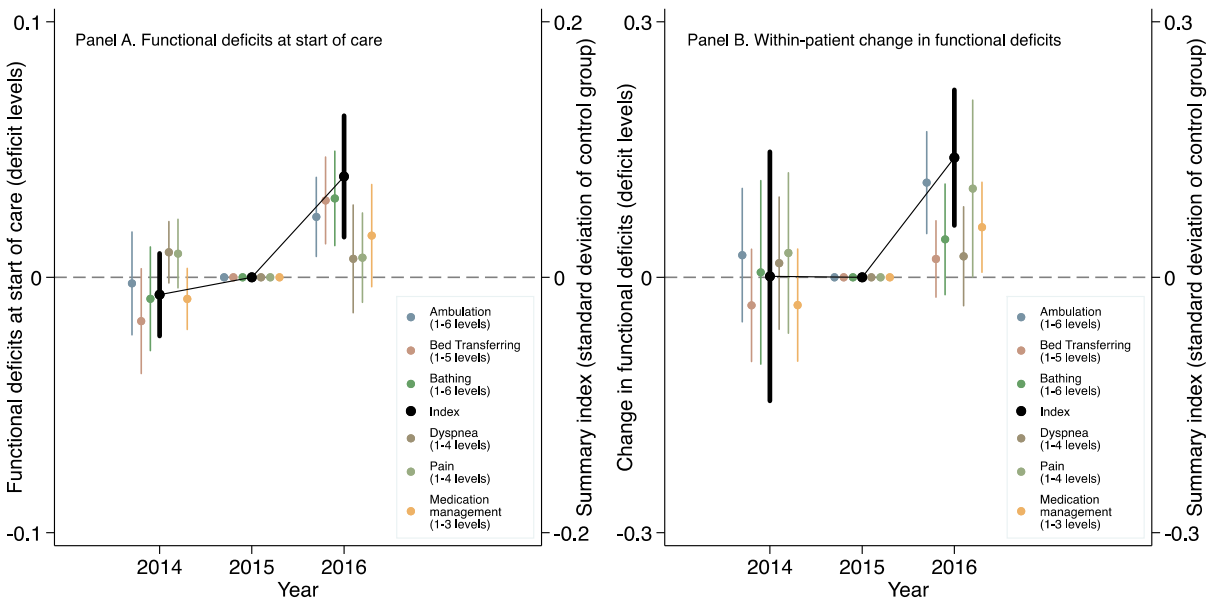 Panel A. Functional deficits at start of care
Functional deficits at start of care (deficit levels)
0.1
0
-0.1
Summary index (standard deviation of control group)
0.2
0
-0.2
Ambulation
(1-6 levels)
Bed Transferring
(1-5 levels)
Bathing
(1-6 levels)
Index
Dyspnea
(1-4 levels)
Pain
(1-4 levels)
Medication
management
(1-3 levels)
2014
2015
2016
Year
Panel B. Within-patient change in functional deficits
Change in functional deficits (deficit levels)
0.3
0
-0.3
Summary index (standard deviation of control group)
0.3
0
-0.3
Ambulation
(1-6 levels)
Bed Transferring
(1-5 levels)
Bathing
(1-6 levels)
Index
Dyspnea
(1-4 levels)
Pain
(1-4 levels)
Medication
management
(1-3 levels)
2014
2015
2016
Year